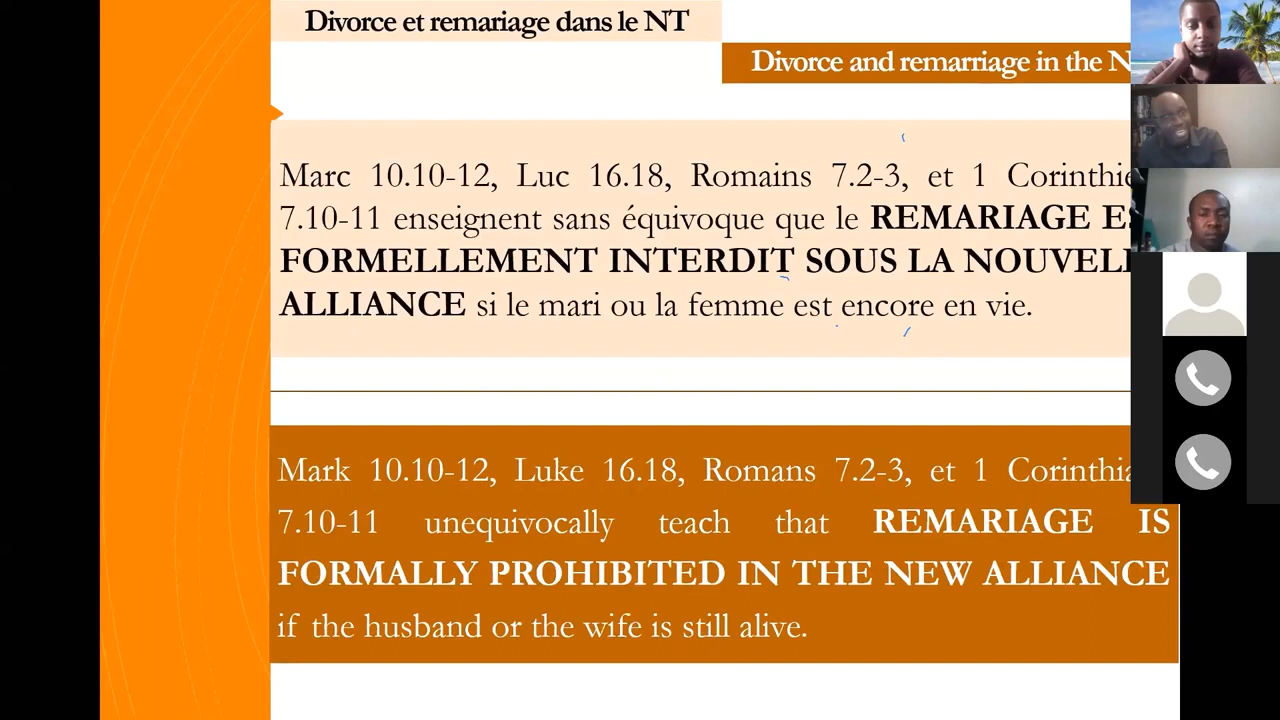 Divorce et remariage dans le NT
Divorce and remarriage in the
Marc 10.10-12, Luc 16.18, Romains 7.2-3, et 1
7.10-11 enseignent sans équivoque que le REMARIAGE
FORMELLEMENT INTERDIT SOUS LA
ALLIANCE si le mari ou la femme est encore en vie.
Mark 10.10-12, Luke 16.18, Romans 7.2-3, et 1
7.10-11 unequivocally teach that REMARIAGE IS
FORMALLY PROHIBITED IN THE NEW ALLIANCE
if the husband or the wife is still alive.